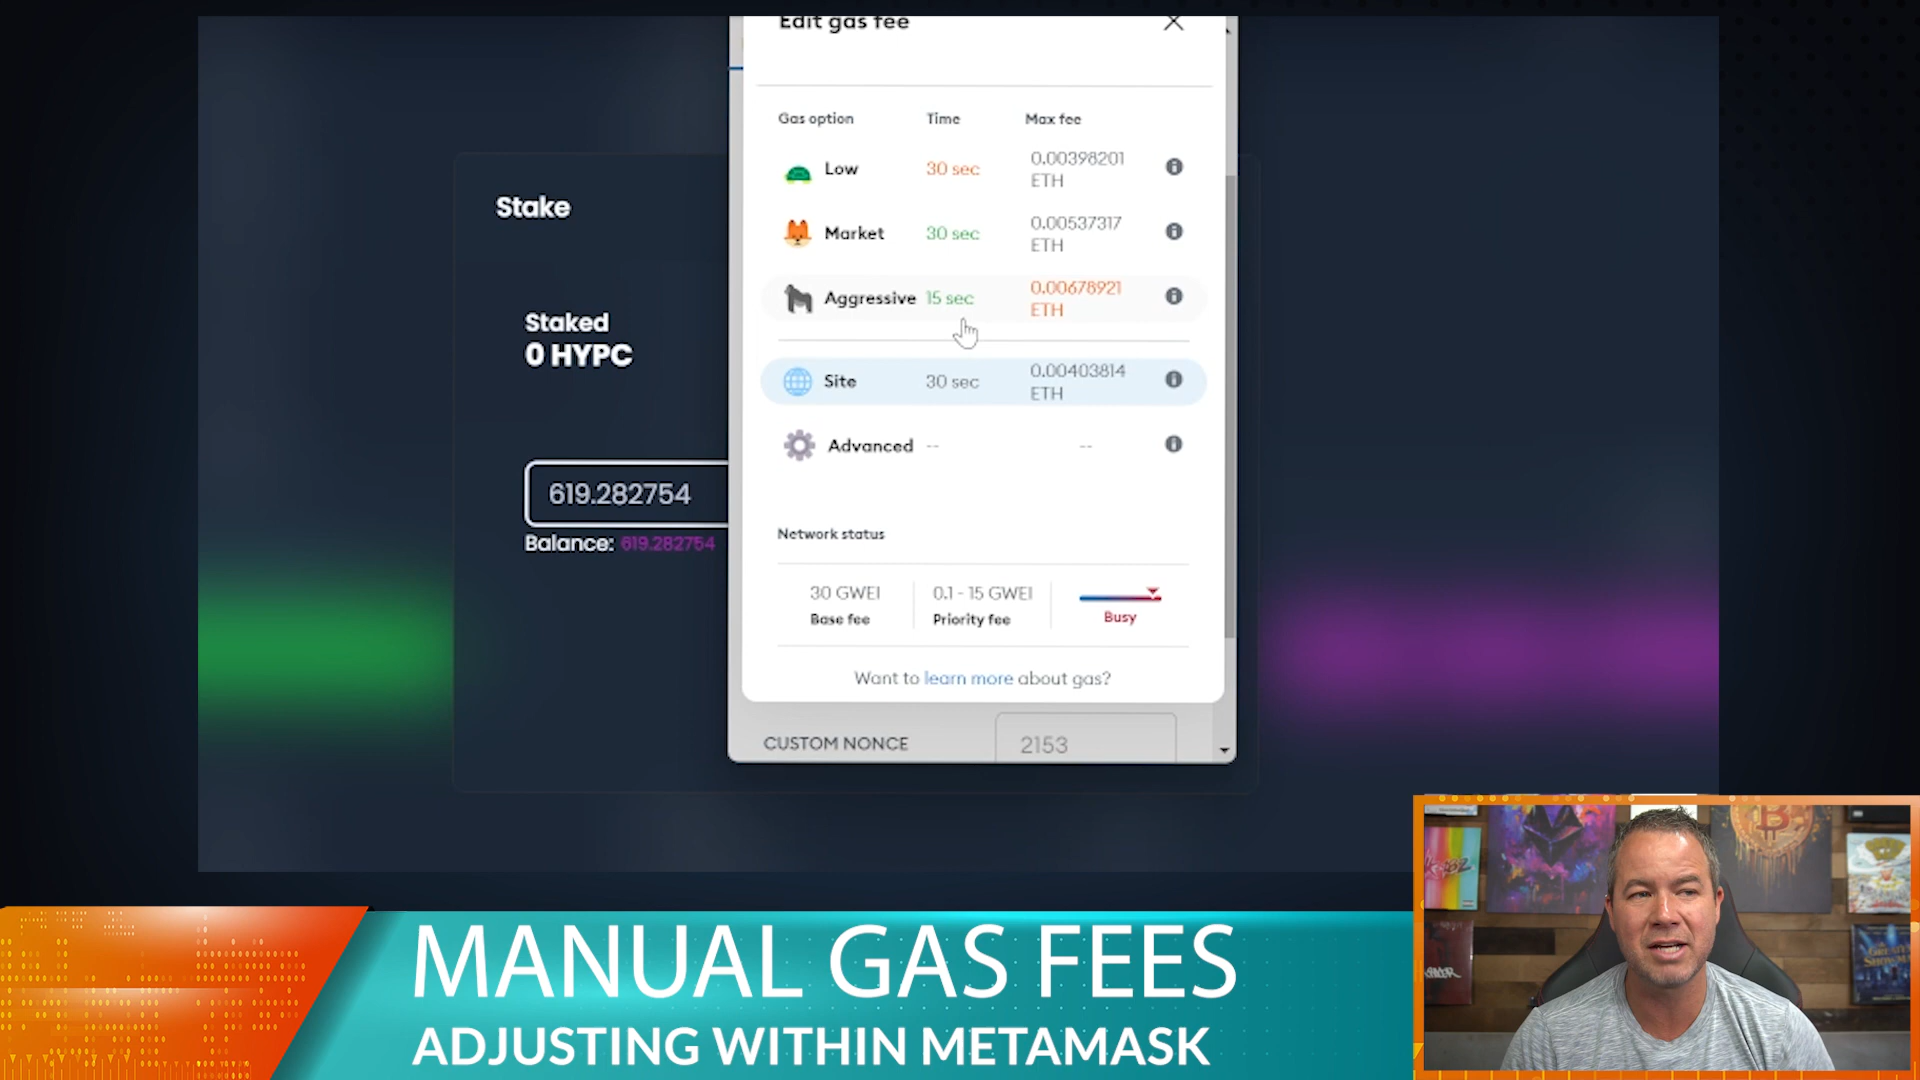 Edit gas fee
Gas option Time Max fee
Low 30 sec 0.00398201 ETH
Market 30 sec 0.00537317 ETH
Aggressive 15 sec 0.00678921 ETH
Site 30 sec 0.00403814 ETH
Advanced -- --
Network status
30 GWEI 0.1 - 15 GWEI
Base fee Priority fee Busy
Want to learn more about gas?
CUSTOM NONCE 2153
Stake
Staked
0 HYPC
619.282754
Balance: 619.282754
MANUAL GAS FEES
ADJUSTING WITHIN METAMASK